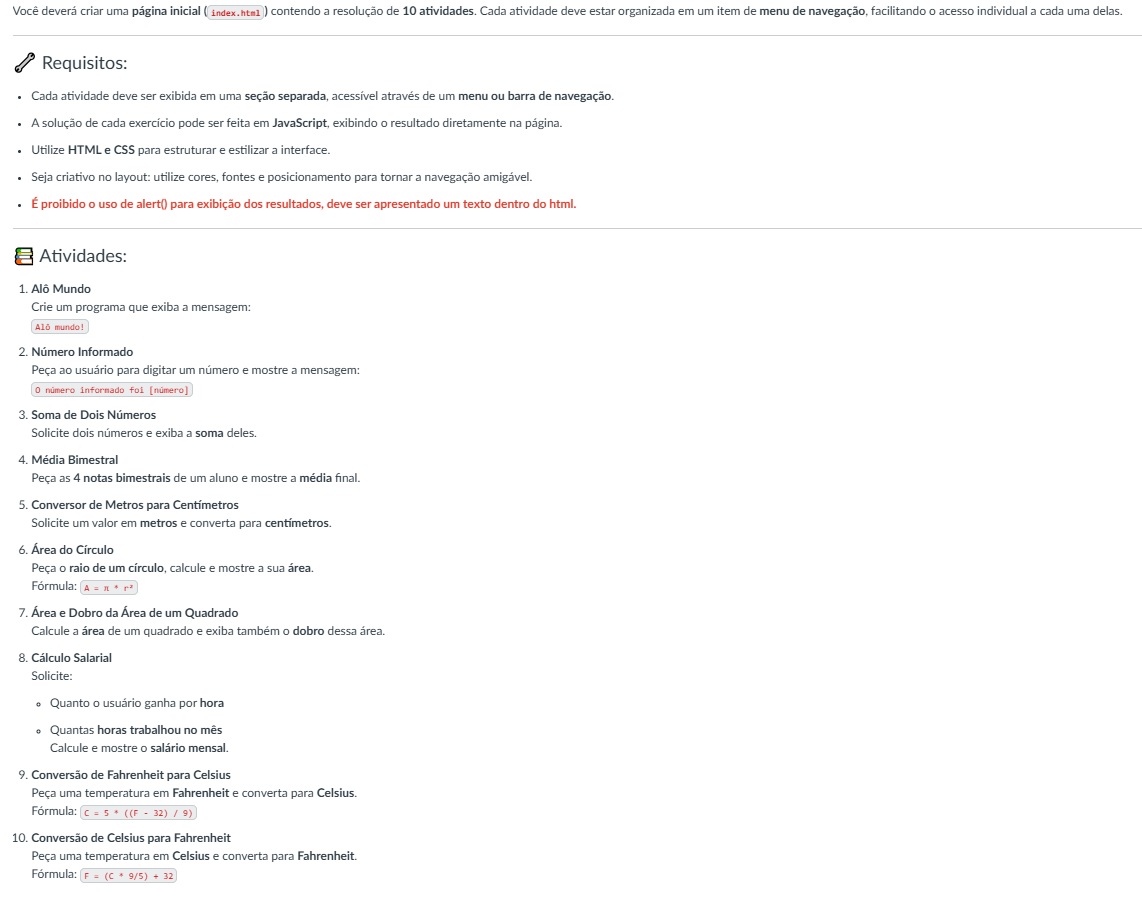 Você deverá criar uma página inicial (index.html) contendo a resolução de 10 atividades. Cada atividade deve estar organizada em um item de menu de navegação, facilitando o acesso individual a cada uma delas.
Requisitos:
• Cada atividade deve ser exibida em uma seção separada, acessível através de um menu ou barra de navegação.
• A solução de cada exercício pode ser feita em JavaScript, exibindo o resultado diretamente na página.
• Utilize HTML e CSS para estruturar e estilizar a interface.
• Seja criativo no layout: utilize cores, fontes e posicionamento para tornar a navegação amigável.
• É proibido o uso de alert() para exibição dos resultados, deve ser apresentado um texto dentro do html.
Atividades:
1. Alô Mundo
Crie um programa que exiba a mensagem:
Alô mundo!
2. Número Informado
Peça ao usuário para digitar um número e mostre a mensagem:
O número informado foi [número]
3. Soma de Dois Números
Solicite dois números e exiba a soma deles.
4. Média Bimestral
Peça as 4 notas bimestrais de um aluno e mostre a média final.
5. Conversor de Metros para Centímetros
Solicite um valor em metros e converta para centímetros.
6. Área do Círculo
Peça o raio de um círculo, calcule e mostre a sua área.
Fórmula: A = π * r²
7. Área e Dobro da Área de um Quadrado
Calcule a área de um quadrado e exiba também o dobro dessa área.
8. Cálculo Salarial
Solicite:
◦ Quanto o usuário ganha por hora
◦ Quantas horas trabalhou no mês
Calcule e mostre o salário mensal.
9. Conversão de Fahrenheit para Celsius
Peça uma temperatura em Fahrenheit e converta para Celsius.
Fórmula: C = 5 * ((F - 32) / 9)
10. Conversão de Celsius para Fahrenheit
Peça uma temperatura em Celsius e converta para Fahrenheit.
Fórmula: F = (C * 9/5) + 32